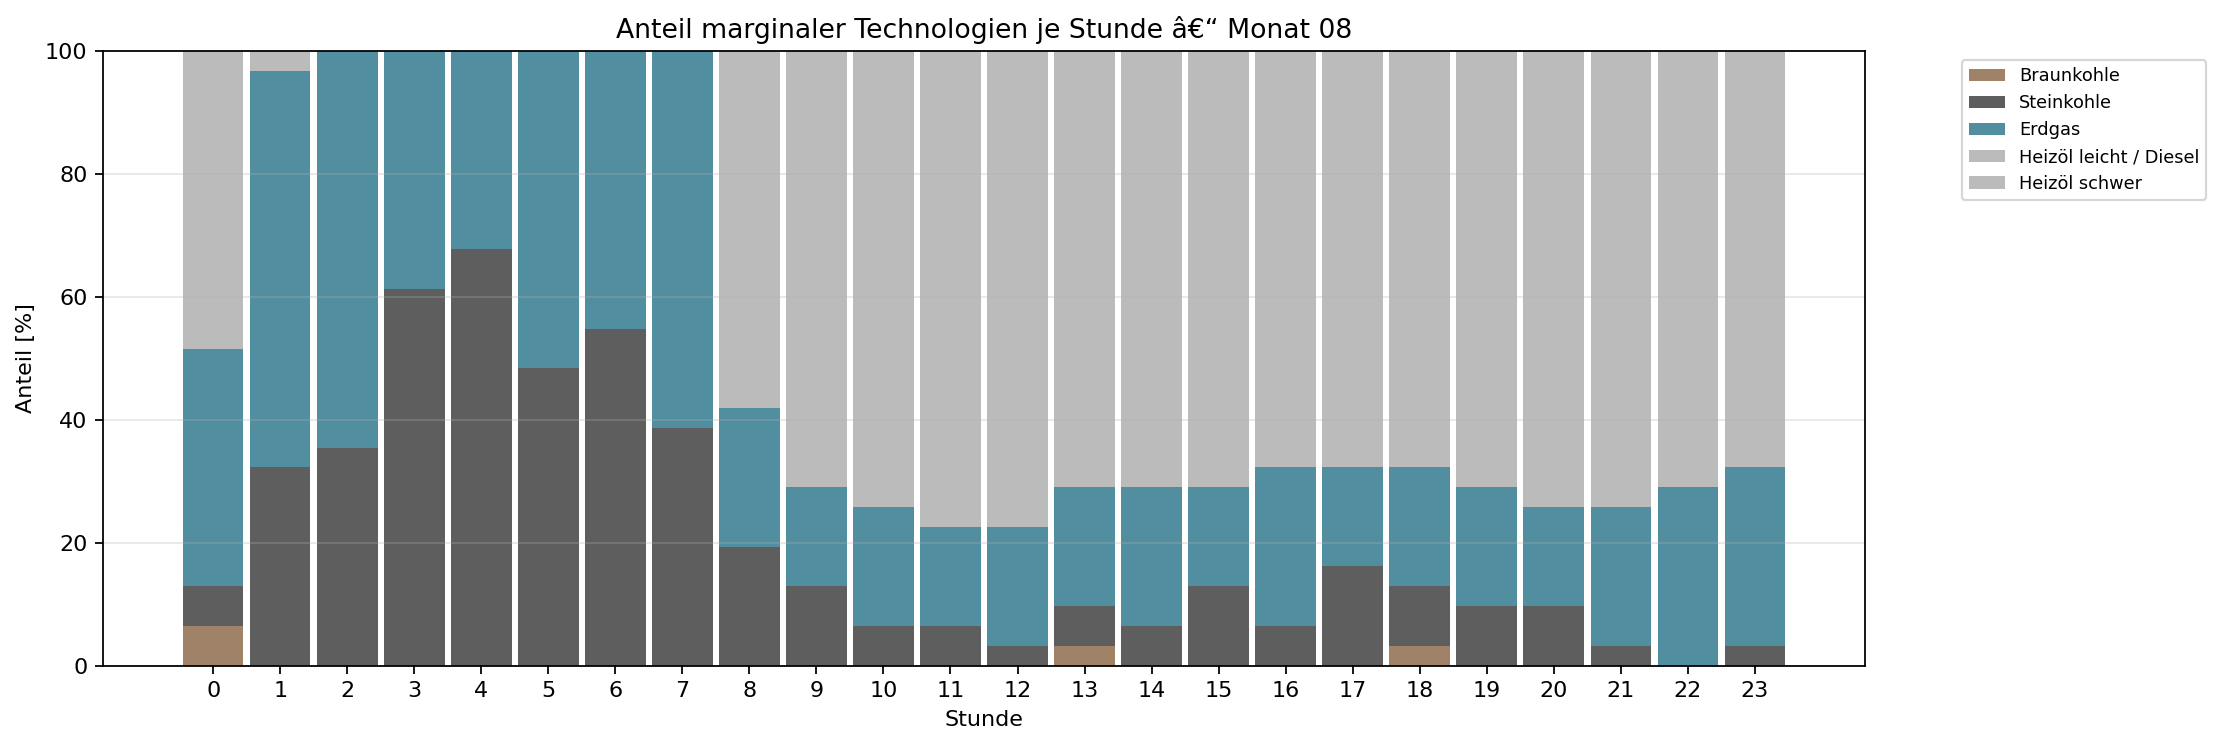 Anteil marginaler Technologien je Stunde â€“ Monat 08
Anteil [%]
100
80
60
40
20
0
0 1 2 3 4 5 6 7 8 9 10 11 12 13 14 15 16 17 18 19 20 21 22 23
Stunde
Braunkohle
Steinkohle
Erdgas
Heizöl leicht / Diesel
Heizöl schwer